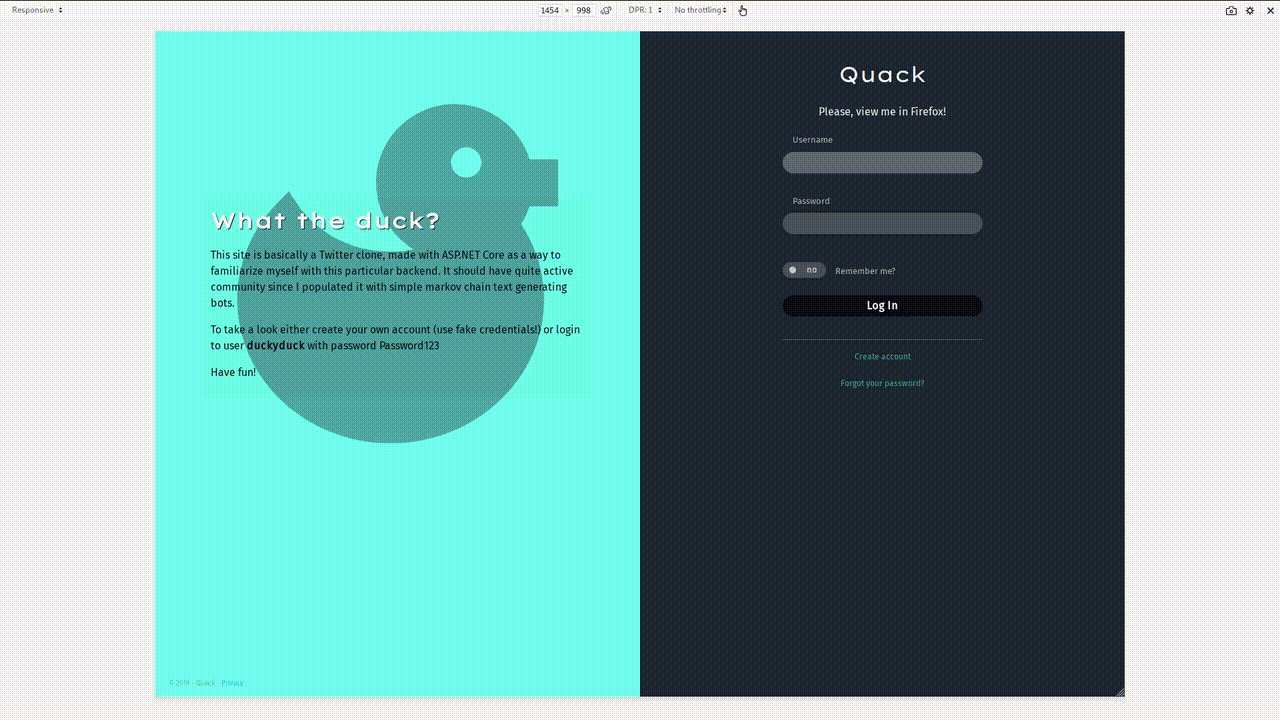 Responsive
1454 × 998
DPR: 1
No throttling
What the duck?
This site is basically a Twitter clone, made with ASP.NET Core as a way to
familiarize myself with this particular backend. It should have quite active
community since I populated it with simple markov chain text generating
bots.
To take a look either create your own account (use fake credentials!) or login
to user duckyduck with password Password123
Have fun!
© 2019 - Quack - Privacy
Quack
Please, view me in Firefox!
Username
Password
no
Remember me?
Log In
Create account
Forgot your password?